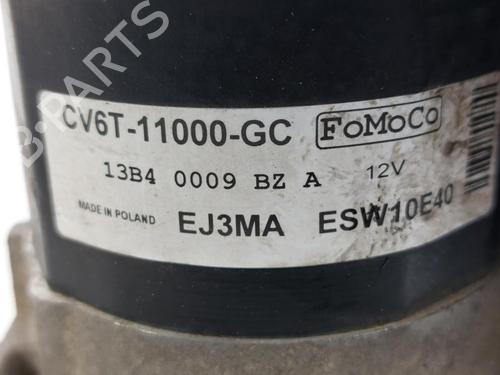 CV6T-11000-GC FoMoCo
13B4 0009 BZ A 12V
MADE IN POLAND EJ3MA ESW10E40
B-PARTS